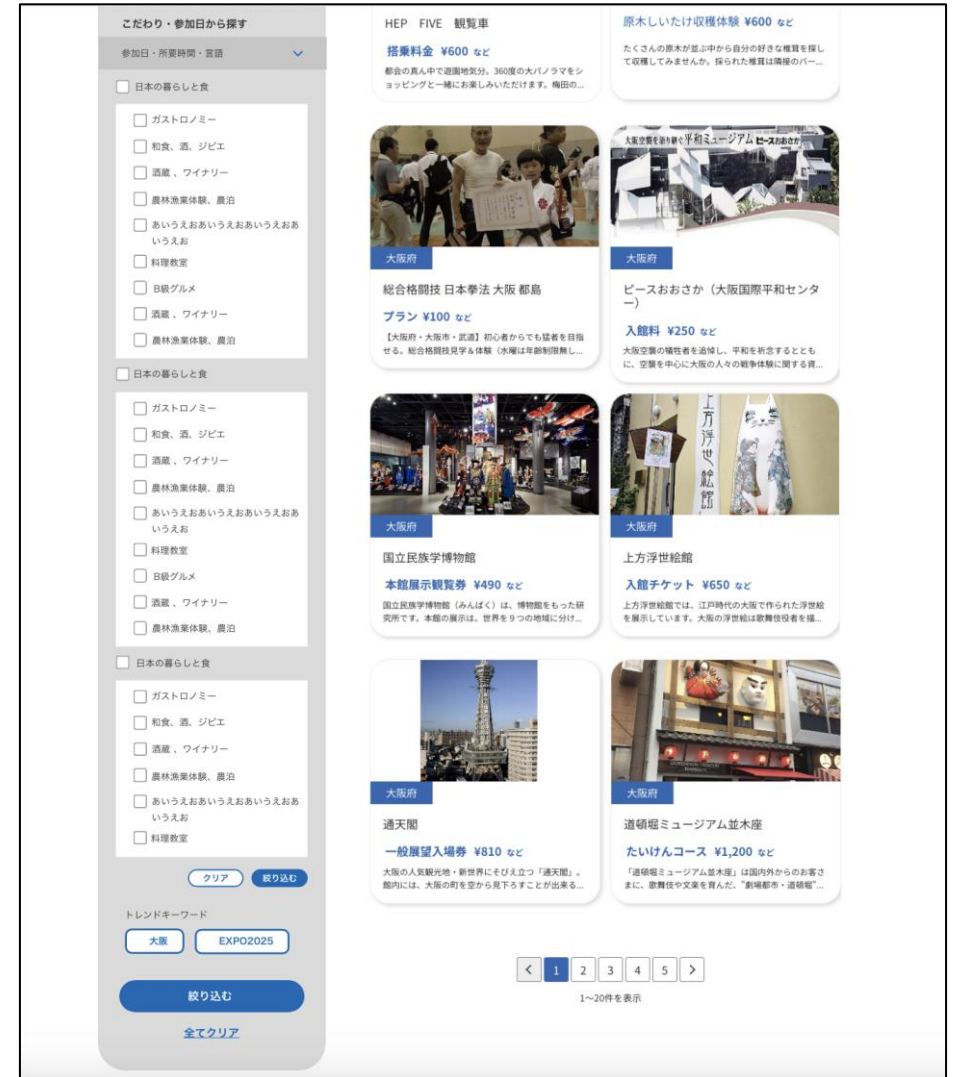 こだわり・参加日から探す
参加日・所要時間・言語
日本の暮らしと食
ガストロノミー
和食、酒、ジビエ
酒蔵 、ワイナリー
農林漁業体験、農泊
あいうえおあいうえおあいうえおあ
いうえお
料理教室
B級グルメ
酒蔵 、ワイナリー
農林漁業体験、農泊
日本の暮らしと食
ガストロノミー
和食、酒、ジビエ
酒蔵 、ワイナリー
農林漁業体験、農泊
あいうえおあいうえおあいうえおあ
いうえお
料理教室
B級グルメ
酒蔵 、ワイナリー
農林漁業体験、農泊
日本の暮らしと食
ガストロノミー
和食、酒、ジビエ
酒蔵 、ワイナリー
農林漁業体験、農泊
あいうえおあいうえおあいうえおあ
いうえお
料理教室
クリア
絞り込む
トレンドキーワード
大阪
EXPO2025
絞り込む
全てクリア
HEP FIVE 観覧車
搭乗料金 ¥600 など
都会の真ん中で遊園地気分。360度の大パノラマをシ
ョッピングと一緒にお楽しみいただけます。梅田の...
原木しいたけ収穫体験 ¥600 など
たくさんの原木が並ぶ中から自分の好きな椎茸を探し
て収穫してみませんか。採られた椎茸は隣接のバー...
大阪府
総合格闘技 日本拳法 大阪 都島
プラン ¥100 など
【大阪府・大阪市・武道】初心者からでも猛者を目指
せる。総合格闘技見学＆体験（水曜は年齢制限無し...
大阪空襲を語り継ぐ平和ミュージアム ピースおおさか
大阪府
ピースおおさか（大阪国際平和センタ
ー）
入館料 ¥250 など
大阪空襲の犠牲者を追悼し、平和を祈念するととも
に、空襲を中心に大阪の人々の戦争体験に関する資...
大阪府
国立民族学博物館
本館展示観覧券 ¥490 など
国立民族学博物館（みんぱく）は、博物館をもった研
究所です。本館の展示は、世界を９つの地域に分け...
上方浮世絵館
大阪府
上方浮世絵館
入館チケット ¥650 など
上方浮世絵館では、江戸時代の大阪で作られた浮世絵
を展示しています。大阪の浮世絵は歌舞伎役者を描...
大阪府
通天閣
一般展望入場券 ¥810 など
大阪の人気観光地・新世界にそびえ立つ「通天閣」。
館内には、大阪の町を空から見下ろすことが出来る...
大阪府
道頓堀ミュージアム並木座
たいけんコース ¥1,200 など
「道頓堀ミュージアム並木座」は国内外からのお客さ
まに、歌舞伎や文楽を育んだ、"劇場都市・道頓堀"...
< 1 2 3 4 5 >
1〜20件を表示